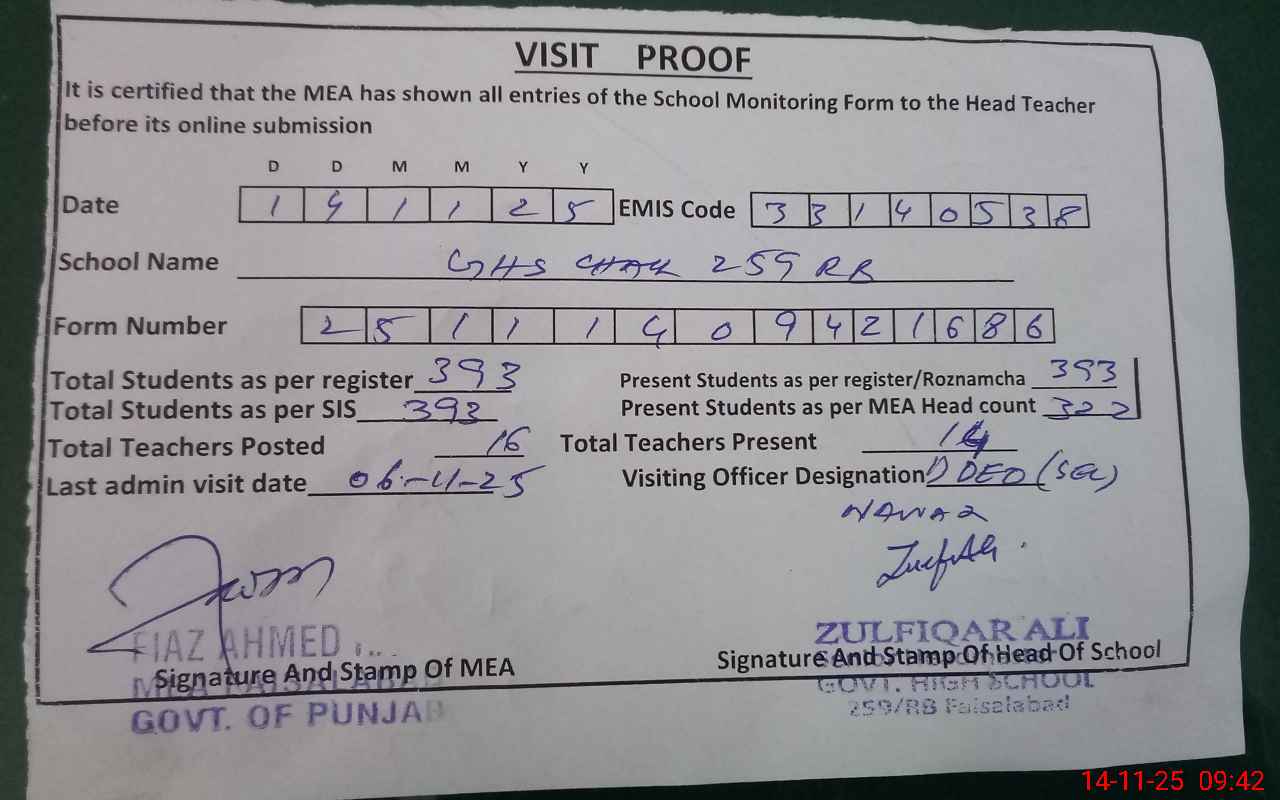 VISIT PROOF
It is certified that the MEA has shown all entries of the School Monitoring Form to the Head Teacher
before its online submission
D D M M Y Y
Date 1 4 1 1 2 5 EMIS Code 3 3 1 4 0 5 3 8
School Name GHS CHAK 259 RB
Form Number 2 5 1 1 1 4 0 9 4 2 1 6 8 6
Total Students as per register 393 Present Students as per register/Roznamcha 393
Total Students as per SIS 393 Present Students as per MEA Head count 322
Total Teachers Posted 16 Total Teachers Present 14
Last admin visit date 06-11-25 Visiting Officer Designation DDEO (SEC)
NAWAZ
FIAZ AHMED
ZULFIQAR ALI
Signature And Stamp Of MEA Signature And Stamp Of Head Of School
GOVT. OF PUNJAB
GOVT. HIGH SCHOOL
259/RB Faisalabad
14-11-25 09:42